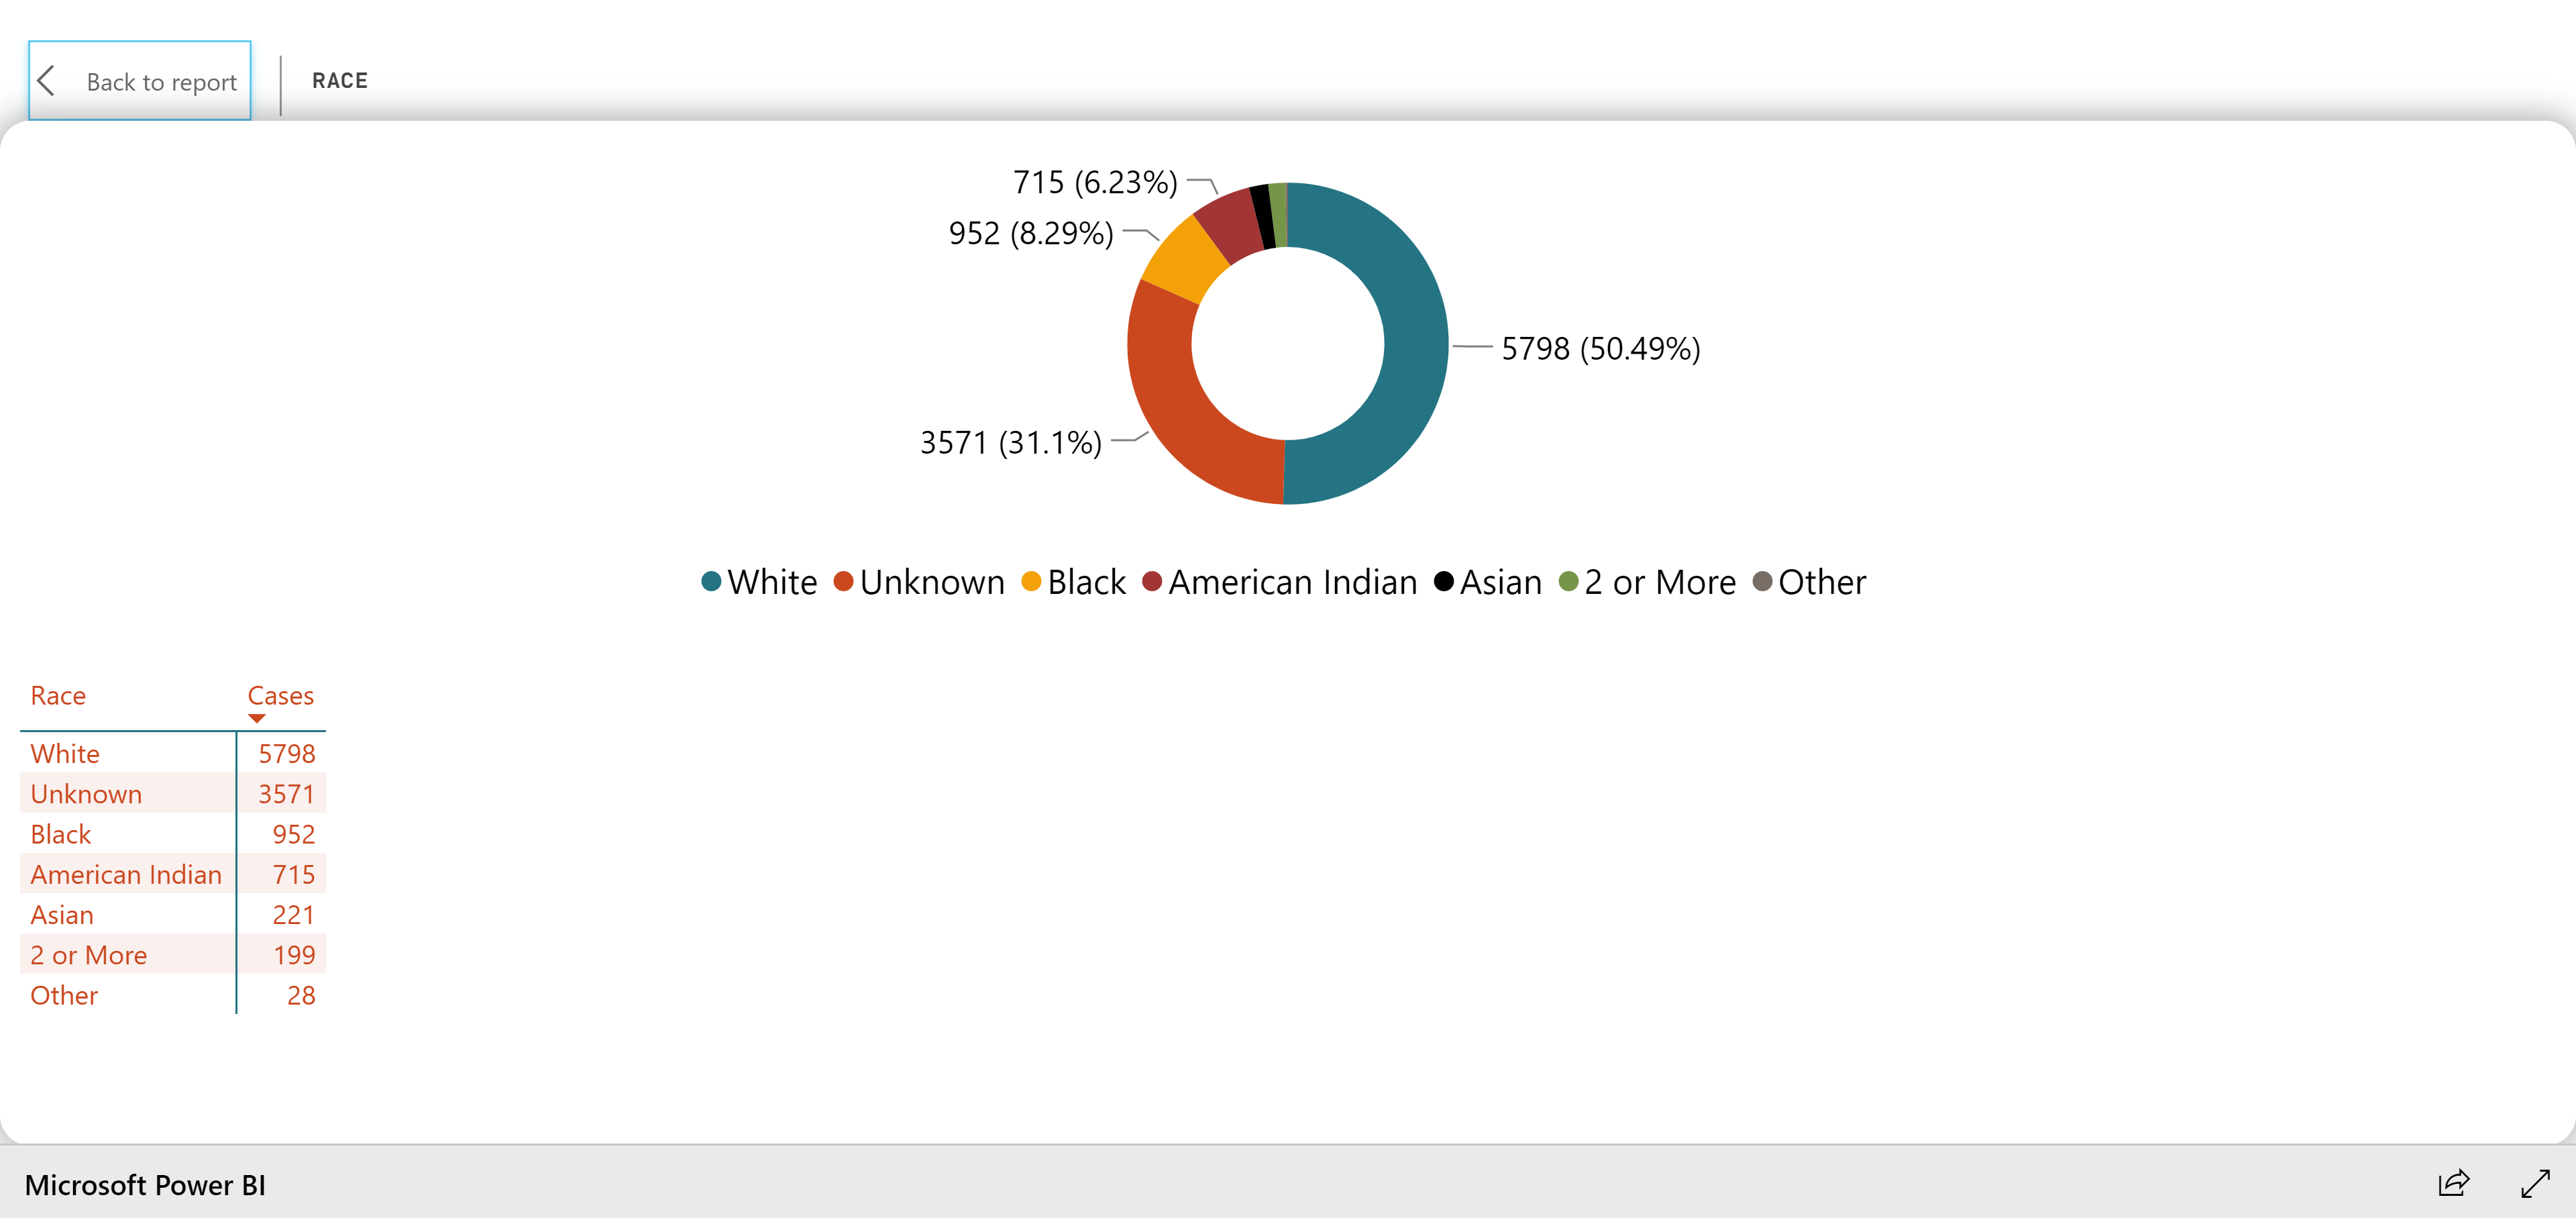 Back to report
RACE
715 (6.23%)
952 (8.29%)
5798 (50.49%)
3571 (31.1%)
White Unknown Black American Indian Asian 2 or More Other
Race Cases
White 5798
Unknown 3571
Black 952
American Indian 715
Asian 221
2 or More 199
Other 28
Microsoft Power BI